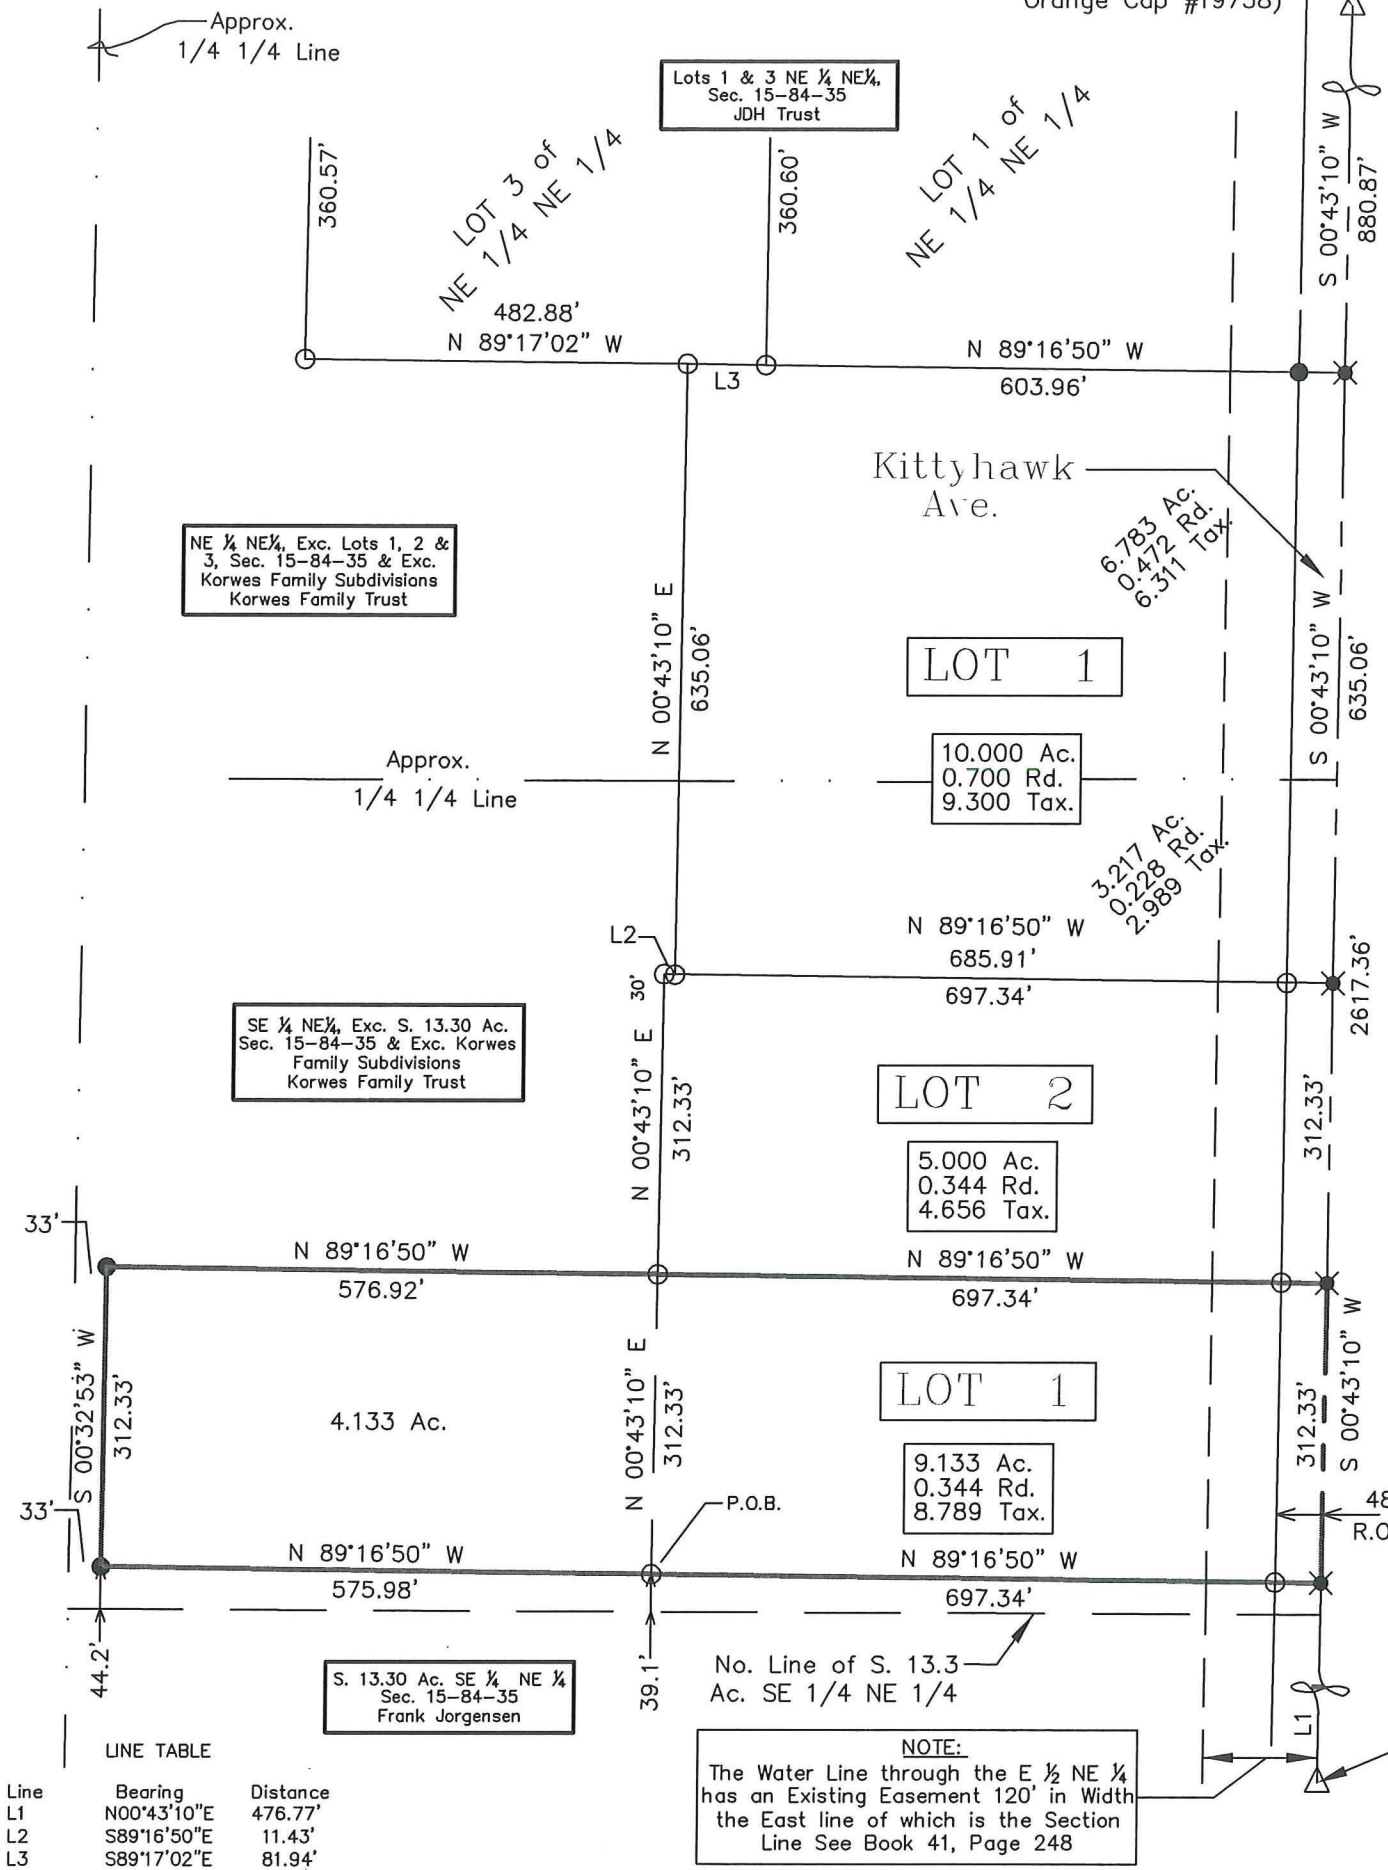 Orange Cap #19738)
Approx.
1/4 1/4 Line
Lots 1 & 3 NE ¼ NE¼,
Sec. 15-84-35
JDH Trust
360.57'
LOT 3 of
NE 1/4 NE 1/4
360.60'
LOT 1 of
NE 1/4 NE 1/4
S 00°43'10" W
880.87'
482.88'
N 89°17'02" W
L3
N 89°16'50" W
603.96'
Kittyhawk
Ave.
6.783 Ac.
0.472 Rd.
6.311 Tax.
NE ¼ NE¼, Exc. Lots 1, 2 &
3, Sec. 15-84-35 & Exc.
Korwes Family Subdivisions
Korwes Family Trust
N 00°43'10" E
635.06'
LOT 1
S 00°43'10" W
635.06'
10.000 Ac.
0.700 Rd.
9.300 Tax.
Approx.
1/4 1/4 Line
3.217 Ac.
0.228 Rd.
2.989 Tax.
L2
30'
N 89°16'50" W
685.91'
697.34'
2617.36'
SE ¼ NE¼, Exc. S. 13.30 Ac.
Sec. 15-84-35 & Exc. Korwes
Family Subdivisions
Korwes Family Trust
N 00°43'10" E
312.33'
LOT 2
312.33'
5.000 Ac.
0.344 Rd.
4.656 Tax.
33'
N 89°16'50" W
576.92'
N 89°16'50" W
697.34'
S 00°32'53" W
312.33'
4.133 Ac.
N 00°43'10" E
312.33'
LOT 1
312.33'
S 00°43'10" W
9.133 Ac.
0.344 Rd.
8.789 Tax.
33'
P.O.B.
48
R.O
N 89°16'50" W
575.98'
N 89°16'50" W
697.34'
44.2'
39.1'
No. Line of S. 13.3
Ac. SE 1/4 NE 1/4
S. 13.30 Ac. SE ¼ NE ¼
Sec. 15-84-35
Frank Jorgensen
L1
NOTE:
The Water Line through the E ½ NE ¼
has an Existing Easement 120' in Width
the East line of which is the Section
Line See Book 41, Page 248
LINE TABLE
Line Bearing Distance
L1 N00°43'10"E 476.77'
L2 S89°16'50"E 11.43'
L3 S89°17'02"E 81.94'